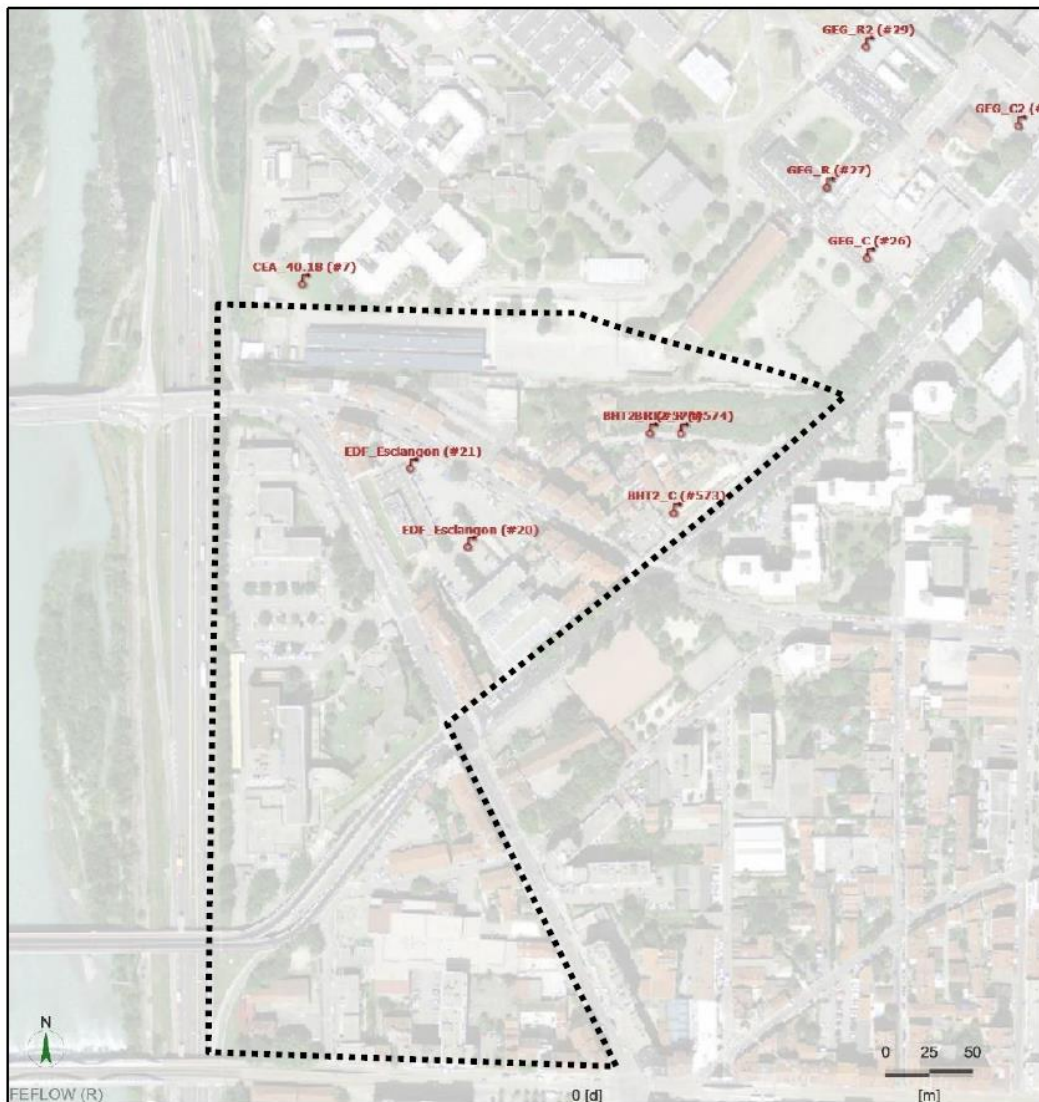 GEG_R2 (#29)
GEG_C2 (#
GEG_R (#27)
GEG_C (#26)
CEA_40.18 (#7)
#574)
EDF_Esclangon (#21)
BHT2_C (#573)
EDF_Esclangon (#20)
N
0 25 50
FEFLOW (R)
0 [d]
[m]